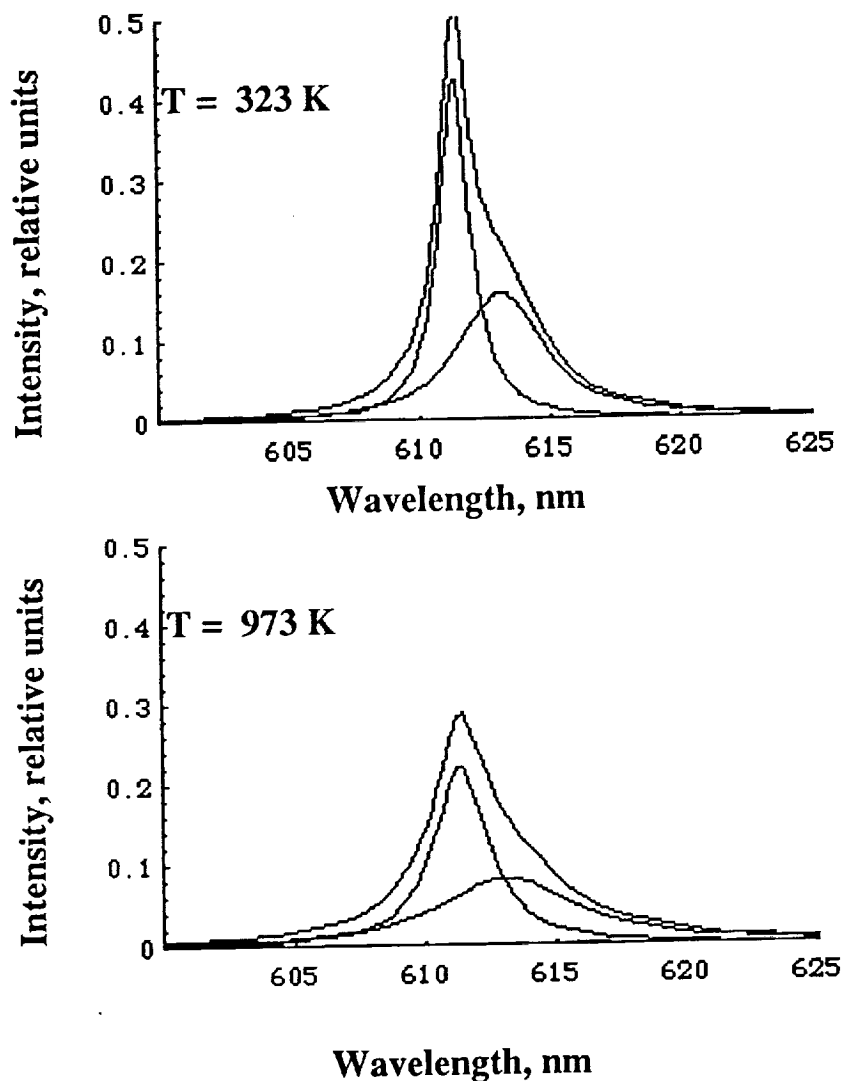 0.5
T = 323 K
0.4
0.3
0.2
0.1
0
605 610 615 620 625
Intensity, relative units
Wavelength, nm
0.5
T = 973 K
0.4
0.3
0.2
0.1
0
605 610 615 620 625
Intensity, relative units
Wavelength, nm